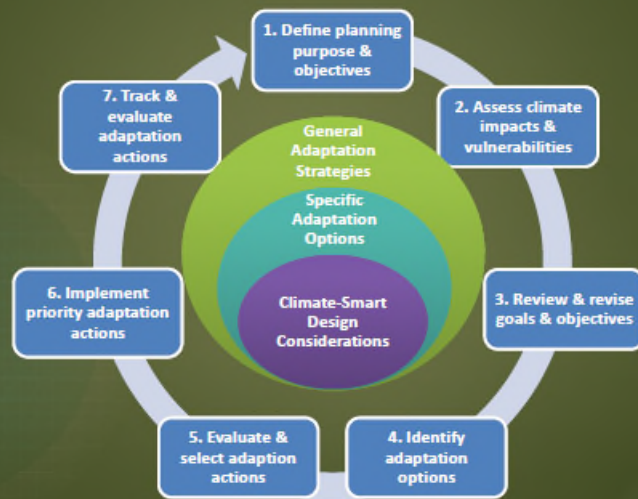 1. Define planning
purpose &
objectives
2. Assess climate
impacts &
vulnerabilities
3. Review & revise
goals & objectives
4. Identify
adaptation
options
5. Evaluate &
select adaption
actions
6. Implement
priority adaptation
actions
7. Track &
evaluate
adaptation
actions
General
Adaptation
Strategies
Specific
Adaptation
Options
Climate-Smart
Design
Considerations